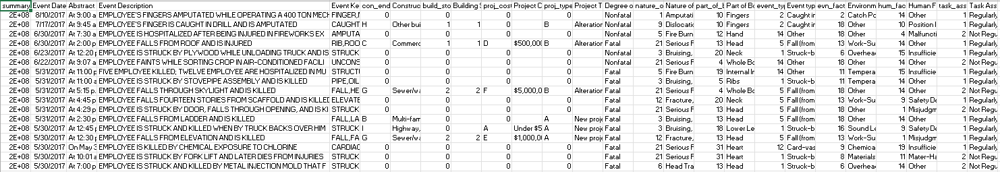 summary Event Date Abstract Event Description Event Ke con_end Construc build_sto Building S proj_cos Project C proj_type Project T Degree o nature_o Nature of part_of_b Part of Bo event_ty Event type evn_fact Environm hum_fac Human F task_ass Task Ass
2E+08 8/10/2017 At 9:00 a EMPLOYEE'S FINGERS AMPUTATED WHILE OPERATING A 400 TON MECH FINGER,M 0 0 0 0 Nonfatal 1 Amputati 10 Fingers 2 Caught in 2 Catch Po 14 Other 1 Regularly
2E+08 7/17/2017 At 9:45 a EMPLOYEE'S FINGER IS CAUGHT IN DRILL AND IS AMPUTATED CAUGHT H Other bui 1 1 0 B Alteration Nonfatal 9 Dislocatio 10 Fingers 2 Caught in 18 Other 10 Position I 1 Regularly
2E+08 6/30/2017 At 7:30 a EMPLOYEE IS HOSPITALIZED AFTER BEING INJURED IN FIREWORKS EX AMPUTA 0 0 0 0 Nonfatal 5 Fire Burn 12 Hand 14 Other 18 Other 4 Malfuncti 2 Not Regu
2E+08 6/30/2017 At 2:00 p EMPLOYEE FALLS FROM ROOF AND IS INJURED RIB,ROO C Commerc 1 1 D $500,00( B Alteration Fatal 21 Serious F 13 Head 5 Fall (from 13 Work-Su 14 Other 1 Regularly
2E+08 6/23/2017 At 12:20 p EMPLOYEE IS STRUCK BY PLYWOOD WHILE UNLOADING TRUCK AND IS STRUCK 0 0 0 0 Nonfatal 3 Bruising, 20 Neck 1 Struck-b 6 Overhea 15 Insufficie 1 Regularly
2E+08 6/22/2017 At 9:07 a EMPLOYEE FAINTS WHILE SORTING CROP IN AIR-CONDITIONED FACILI UNCONS 0 0 0 0 Nonfatal 21 Serious F 4 Whole Bo 14 Other 18 Other 14 Other 2 Not Regu
2E+08 5/31/2017 At 11:00 p FIVE EMPLOYEE KILLED; TWELVE EMPLOYEE ARE HOSPITALIZED IN MU STRUCTU 0 0 0 0 Fatal 5 Fire Burn 19 Internal Ir 14 Other 11 Tempera 15 Insufficie 1 Regularly
2E+08 5/31/2017 At 11:00 a EMPLOYEE IS STRUCK BY STOVEPIPE ASSEMBLY AND IS KILLED PIPE,OIL 0 0 0 0 Fatal 3 Bruising, 5 Ribs 1 Struck-b 11 Tempera 14 Other 1 Regularly
2E+08 5/31/2017 At 5:15 p EMPLOYEE FALLS THROUGH SKYLIGHT AND IS KILLED FALL,HE G Sewer/wa 2 2 F $5,000,0 B Alteration Fatal 21 Serious F 4 Whole Bo 5 Fall (from 18 Other 14 Other 2 Not Regu
2E+08 5/31/2017 At 4:45 p EMPLOYEE FALLS FOURTEEN STORIES FROM SCAFFOLD AND IS KILLED ELEVATE 0 0 0 0 Fatal 12 Fracture, 20 Neck 5 Fall (from 13 Work-Su 9 Safety De 1 Regularly
2E+08 5/31/2017 At 4:29 p EMPLOYEE IS STRUCK BY DOOR, FALLS THROUGH OPENING, AND IS KI STRUCK 0 0 0 0 Fatal 21 Serious F 13 Head 5 Fall (from 18 Other 1 Misjudgm 2 Not Regu
2E+08 5/31/2017 At 2:30 p EMPLOYEE FALLS FROM LADDER AND IS KILLED FALL,LA B Multi-fam 0 0 A New proje Fatal 3 Bruising, 13 Head 5 Fall (from 18 Other 14 Other 1 Regularly
2E+08 5/30/2017 At 12:45 p EMPLOYEE IS STRUCK AND KILLED WHEN BY TRUCK BACKS OVER HIM STRUCK I Highway, 0 A Under $5 A New proje Fatal 3 Bruising, 18 Lower Le 1 Struck-b 16 Sound Le 9 Safety De 1 Regularly
2E+08 5/30/2017 At 12:30 p EMPLOYEE FALLS FROM ELEVATION AND IS KILLED FALL,FA G Sewer/wa 2 2 E $1,000,0( A New proje Fatal 12 Fracture, 13 Head 5 Fall (from 13 Work-Su 1 Misjudgm 1 Regularly
2E+08 5/30/2017 On May 3 EMPLOYEE IS KILLED BY CHEMICAL EXPOSURE TO CHLORINE CARDIAC 0 0 0 0 Fatal 21 Serious F 31 Heart 12 Card-vas 9 Chemica 19 Insufficie 1 Regularly
2E+08 5/30/2017 At 10:01 a EMPLOYEE IS STRUCK BY FORK LIFT AND LATER DIES FROM INJURIES STRUCK 0 0 0 0 Fatal 21 Serious F 31 Heart 1 Struck-b 8 Materials 11 Mater-Ha 2 Not Regu
2E+08 5/30/2017 At 7:00 p EMPLOYEE IS STRUCK AND KILLED BY METAL INJECTION MOLD THAT F STRUCK 0 0 0 0 Fatal 6 Head Tra 13 Head 1 Struck-b 6 Overhea 14 Other 2 Not Regu